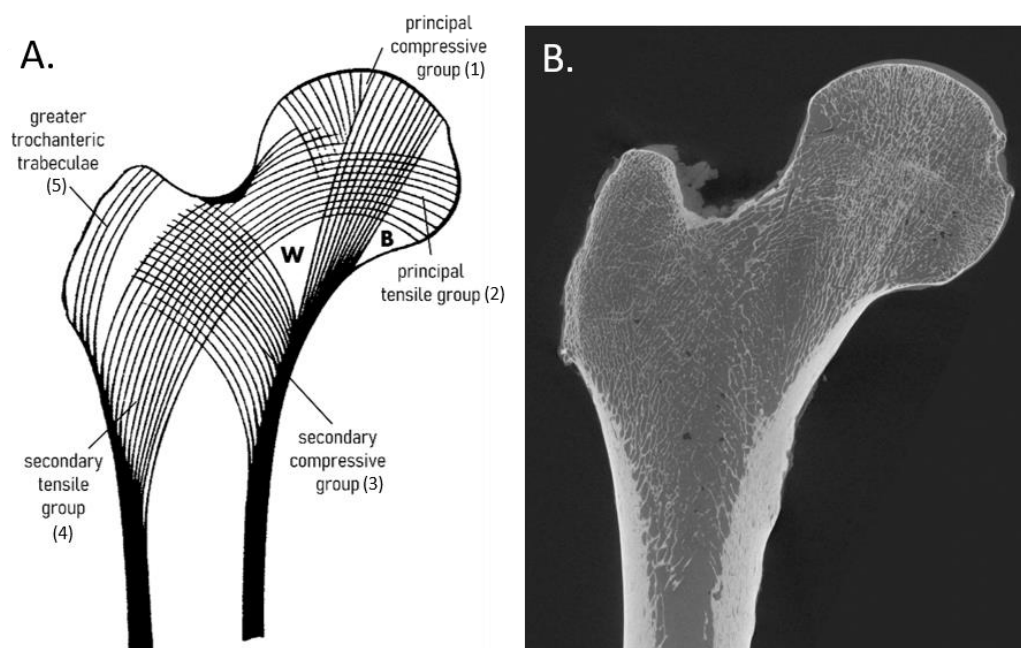 A.
B.
principal
compressive
group (1)
greater
trochanteric
trabeculae
(5)
W
B
principal
tensile group (2)
secondary
tensile
group
(4)
secondary
compressive
group (3)